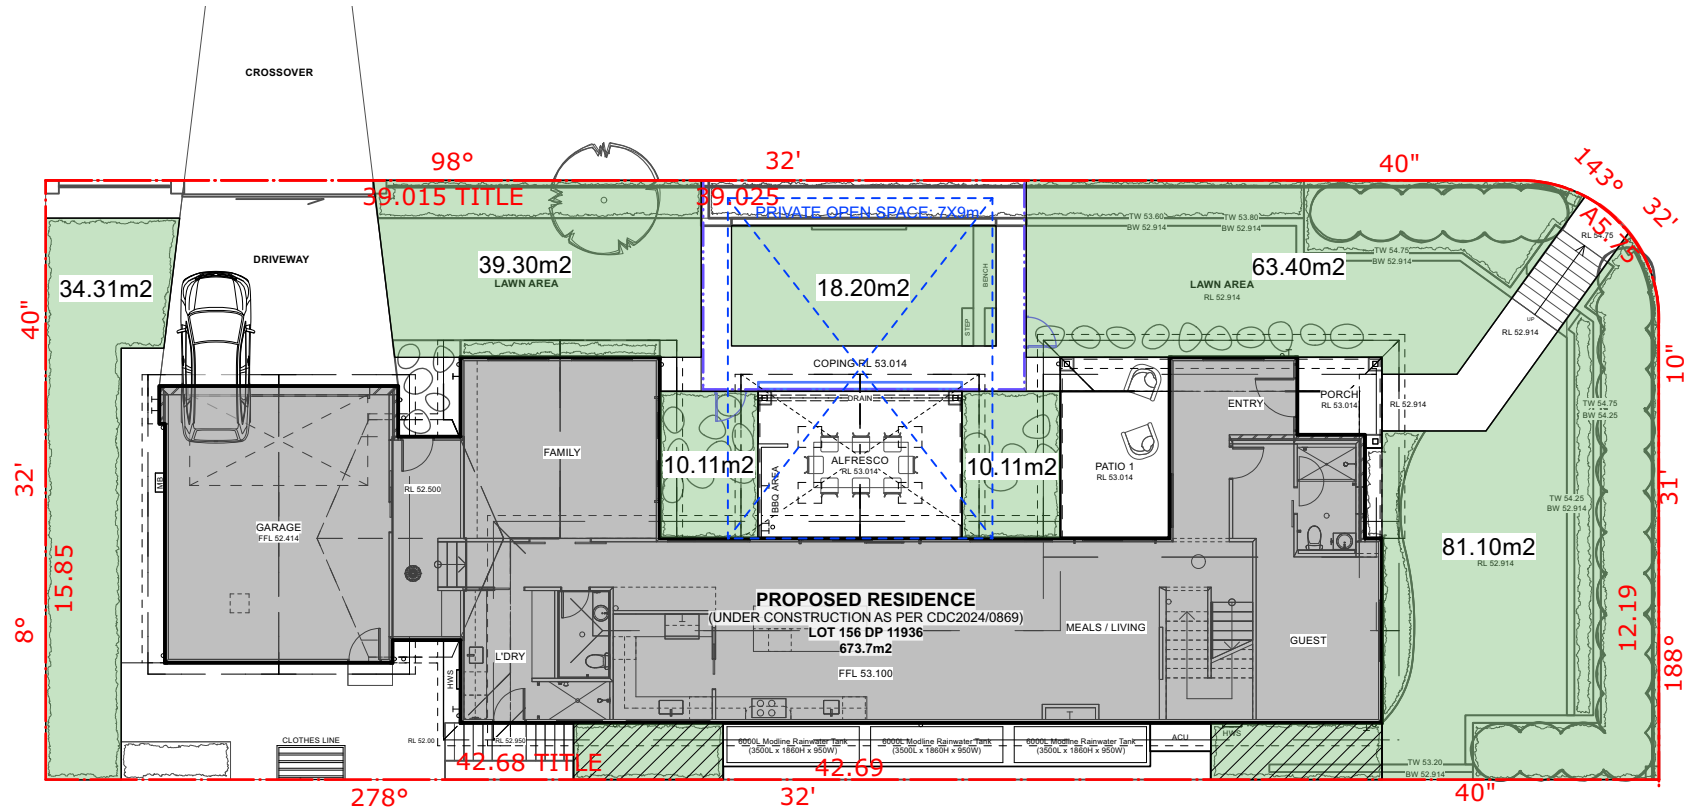 CROSSOVER
98°
32'
40"
143°
32'
A5.75
39.015 TITLE
39.025
PRIVATE OPEN SPACE: 7X9m
TW 53.60
BW 52.914
TW 53.80
BW 52.914
TW 54.75
BW 52.914
RL 54.75
DRIVEWAY
34.31m2
39.30m2
LAWN AREA
18.20m2
BENCH
STEP
63.40m2
LAWN AREA
RL 52.914
UP
RL 52.914
40"
10"
COPING RL 53.014
DRAIN
ENTRY
PORCH
RL 53.014
RL 52.914
TW 54.75
BW 54.25
FAMILY
10.11m2
BBQ AREA
ALFRESCO
RL 53.014
10.11m2
PATIO 1
RL 53.014
32'
MB
RL 52.500
31'
TW 54.25
BW 52.914
GARAGE
FFL 52.414
81.10m2
RL 52.914
15.85
12.19
PROPOSED RESIDENCE
(UNDER CONSTRUCTION AS PER CDC2024/0869)
LOT 156 DP 11936
673.7m2
FFL 53.100
MEALS / LIVING
GUEST
L'DRY
8°
188°
HWS
CLOTHES LINE
RL 52.00
RL 52.950
6000L Modline Rainwater Tank
(3500L x 1860H x 950W)
6000L Modline Rainwater Tank
(3500L x 1860H x 950W)
6000L Modline Rainwater Tank
(3500L x 1860H x 950W)
ACU
HWS
42.68 TITLE
42.69
TW 53.20
BW 52.914
278°
32'
40"